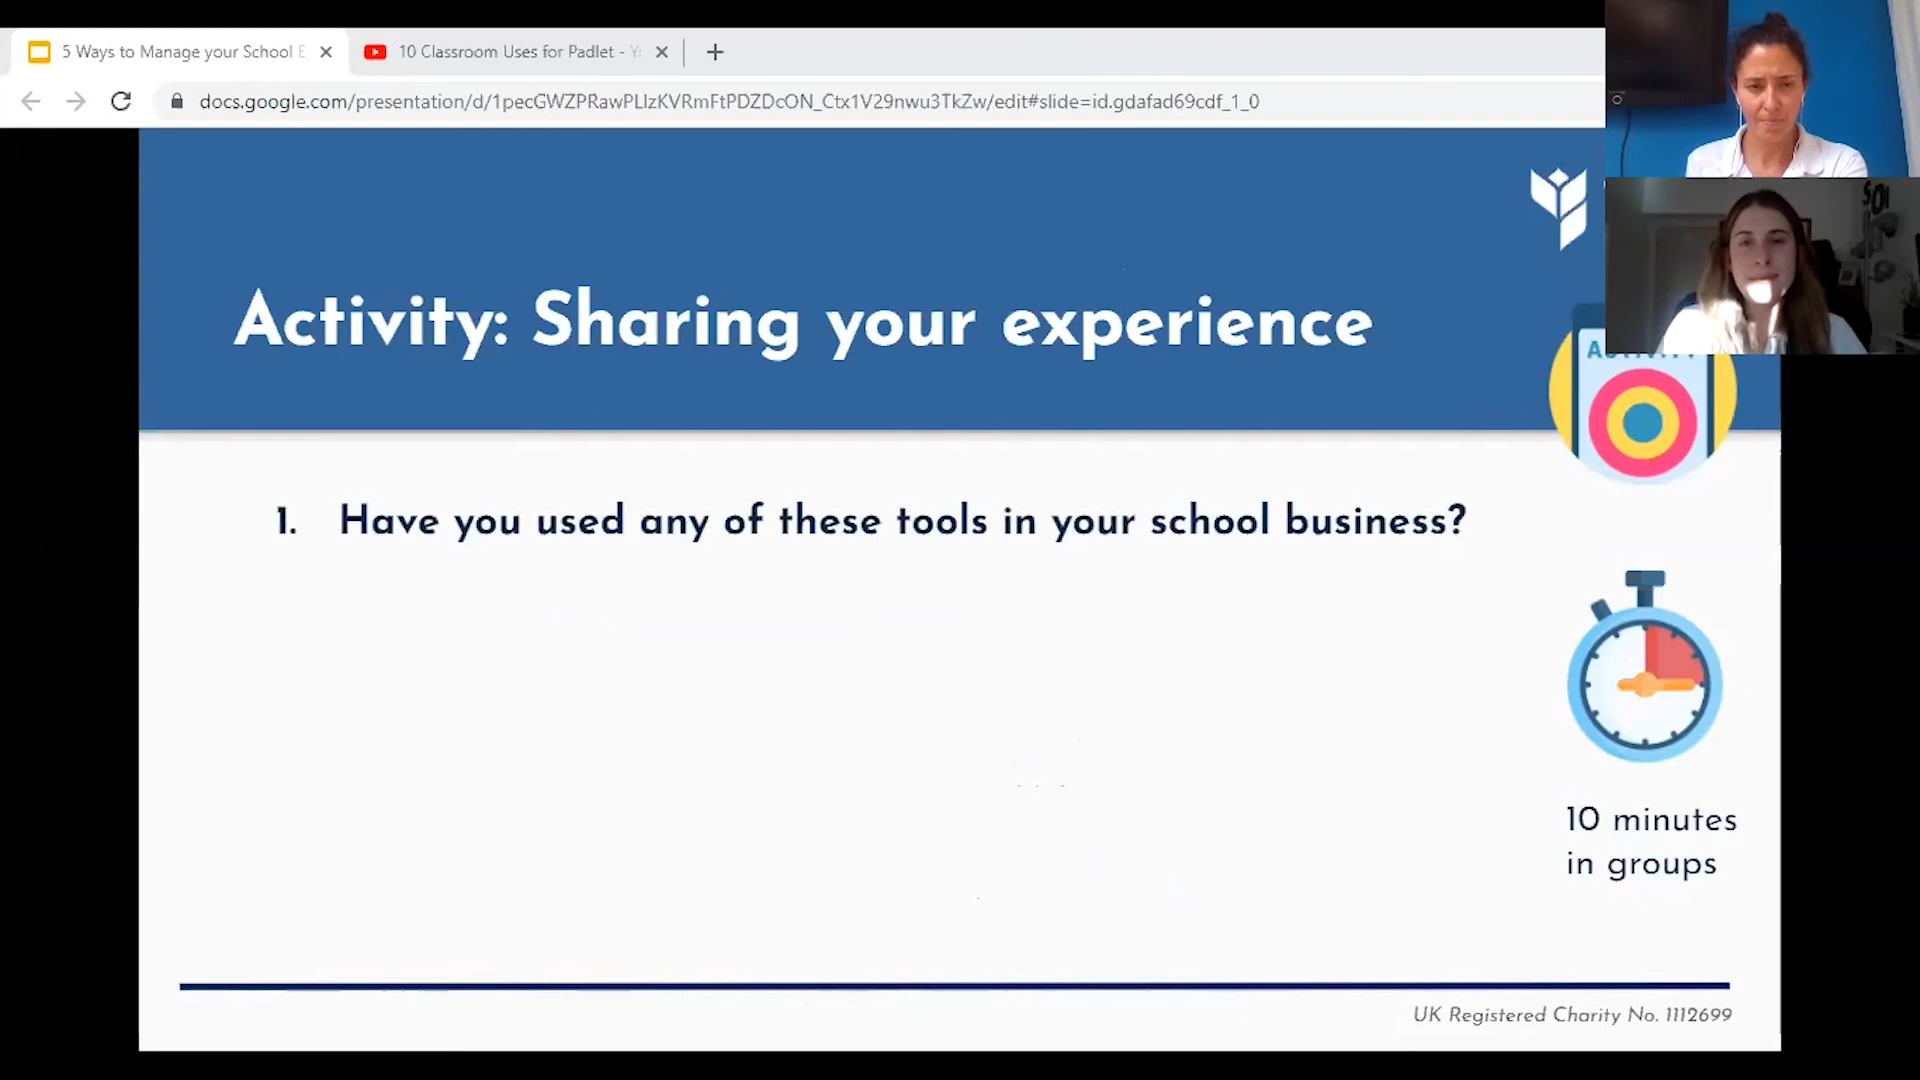 5 Ways to Manage your School E
10 Classroom Uses for Padlet - Y
docs.google.com/presentation/d/1pecGWZPRawPLIzKVRmFtPDZDcON_Ctx1V29nwu3TkZw/edit#slide=id.gdafad69cdf_1_0
Activity: Sharing your experience
1. Have you used any of these tools in your school business?
10 minutes
in groups
UK Registered Charity No. 1112699